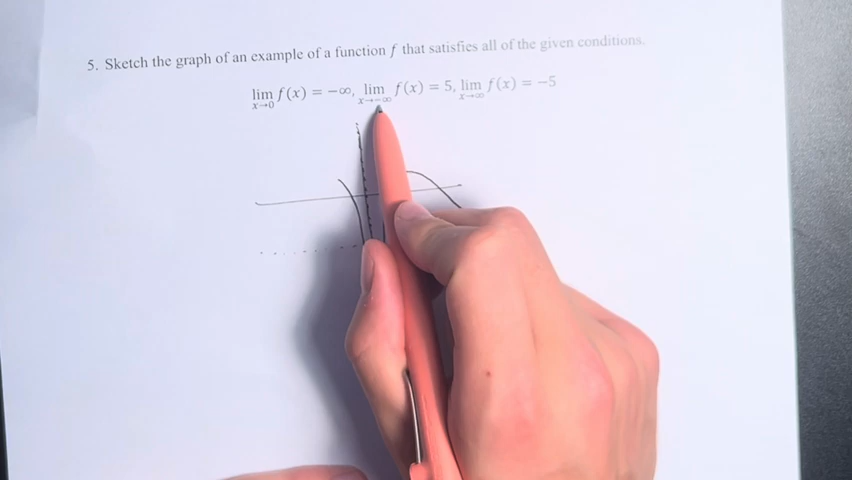 5. Sketch the graph of an example of a function f that satisfies all of the given conditions.
lim x→0 f(x) = −∞, lim x→−∞ f(x) = 5, lim x→∞ f(x) = −5